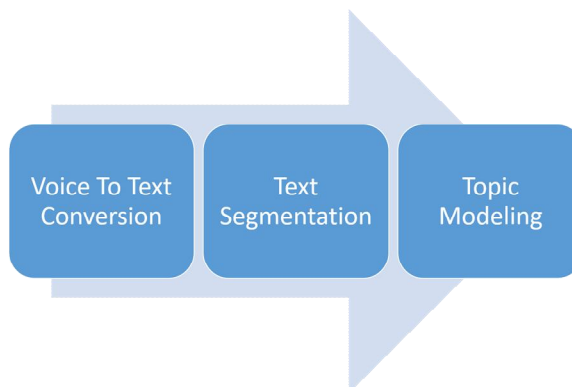 Voice To Text
Conversion
Text
Segmentation
Topic
Modeling